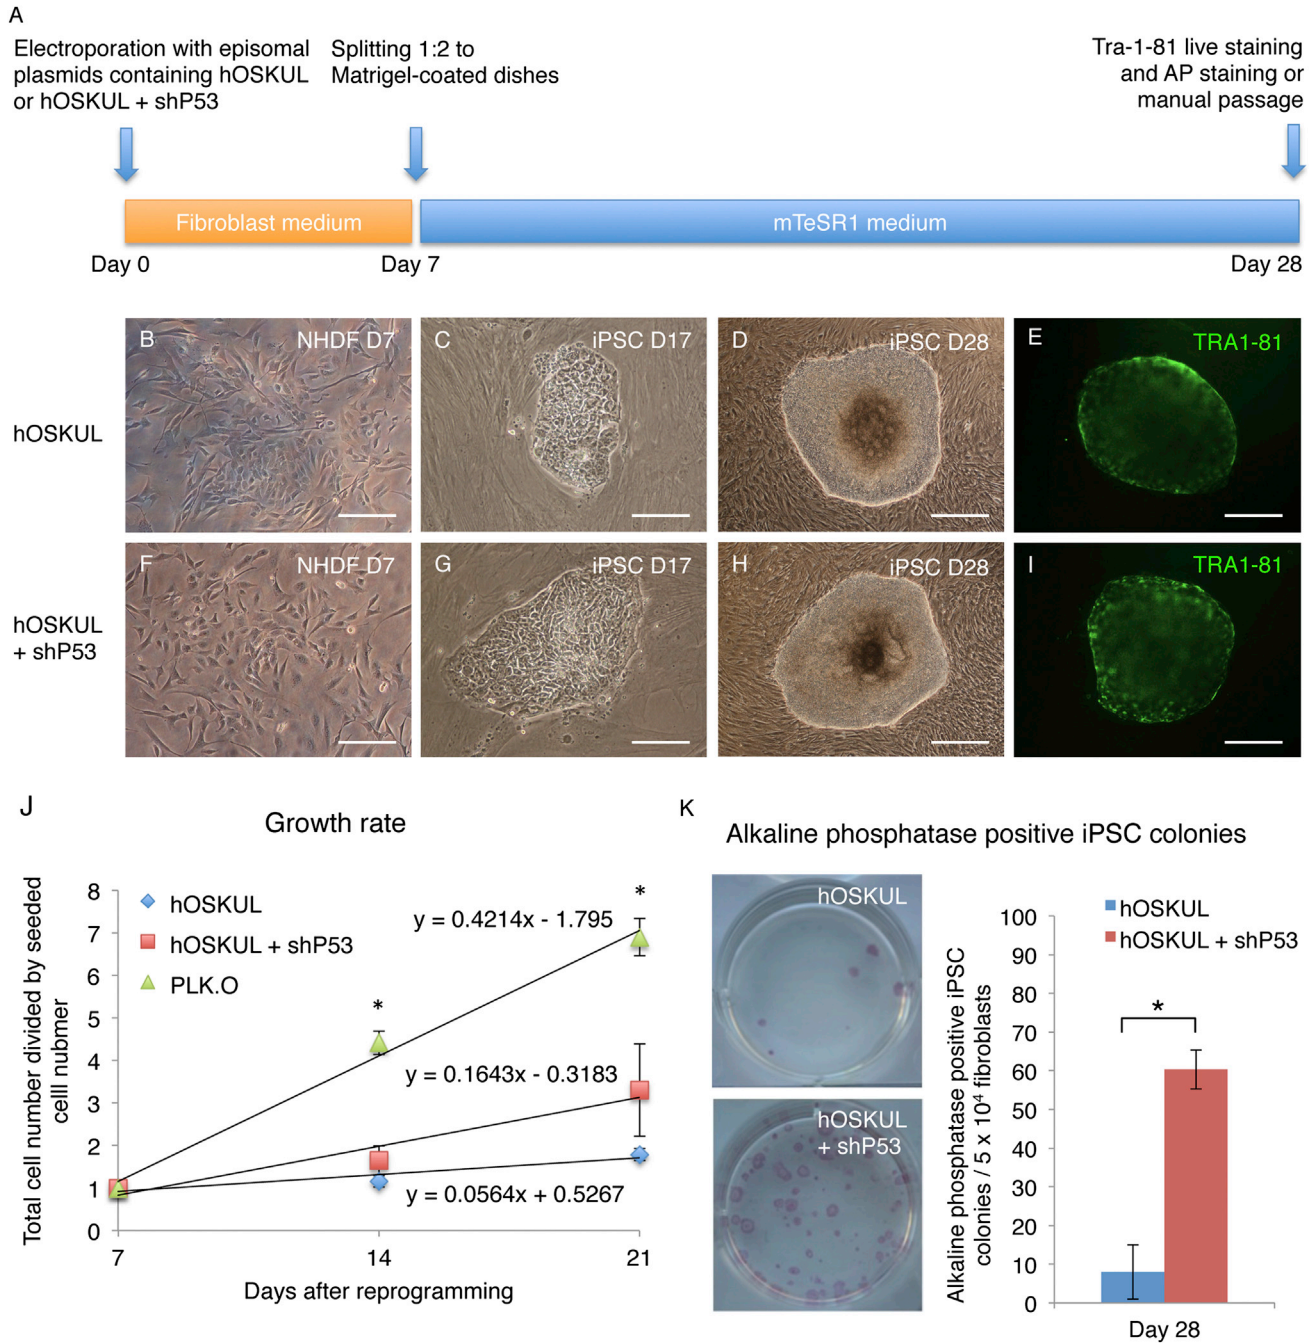 A
Electroporation with episomal
plasmids containing hOSKUL
or hOSKUL + shP53
Splitting 1:2 to
Matrigel-coated dishes
Tra-1-81 live staining
and AP staining or
manual passage
Fibroblast medium
mTeSR1 medium
Day 0
Day 7
Day 28
hOSKUL
B
NHDF D7
C
iPSC D17
D
iPSC D28
E
TRA1-81
hOSKUL
+ shP53
F
NHDF D7
G
iPSC D17
H
iPSC D28
I
TRA1-81
J
Growth rate
Total cell number divided by seeded
celll nubmer
8
7
6
5
4
3
2
1
0
hOSKUL
hOSKUL + shP53
PLK.O
y = 0.4214x - 1.795
*
*
y = 0.1643x - 0.3183
y = 0.0564x + 0.5267
7
14
21
Days after reprogramming
K
Alkaline phosphatase positive iPSC colonies
hOSKUL
hOSKUL
+ shP53
Alkaline phosphatase positive iPSC
colonies / 5 x 10⁴ fibroblasts
100
90
80
70
60
50
40
30
20
10
0
hOSKUL
hOSKUL + shP53
*
Day 28